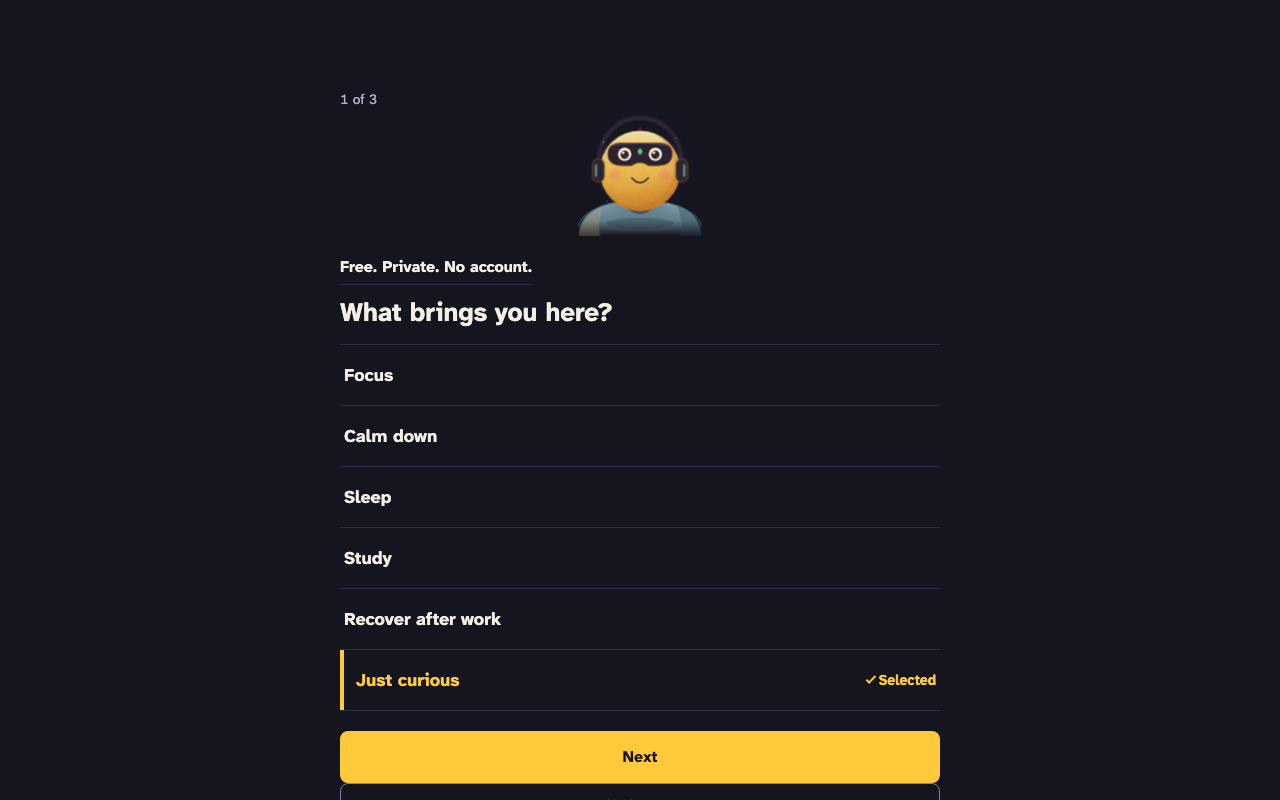 1 of 3
Free. Private. No account.
What brings you here?
Focus
Calm down
Sleep
Study
Recover after work
Just curious
✓ Selected
Next